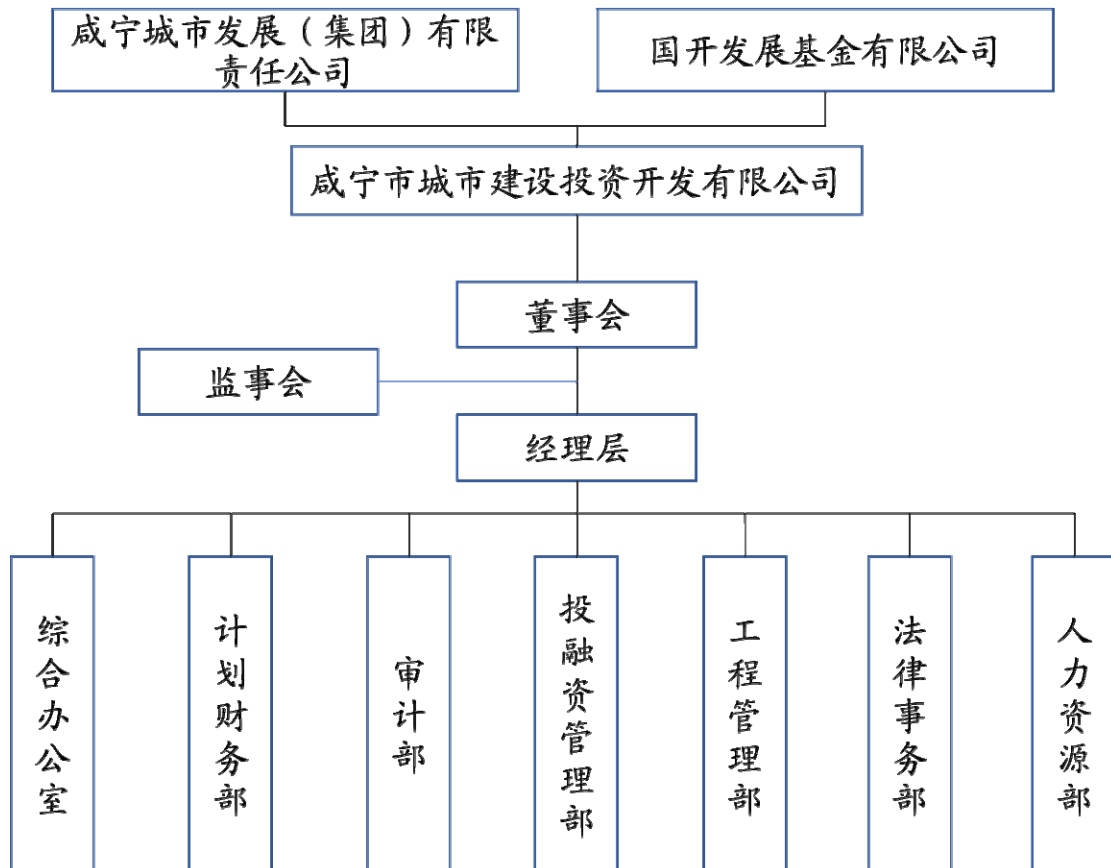 咸宁城市发展（集团）有限
责任公司
国开发展基金有限公司
咸宁市城市建设投资开发有限公司
董事会
监事会
经理层
综合办公室
计划财务部
审计部
投融资管理部
工程管理部
法律事务部
人力资源部